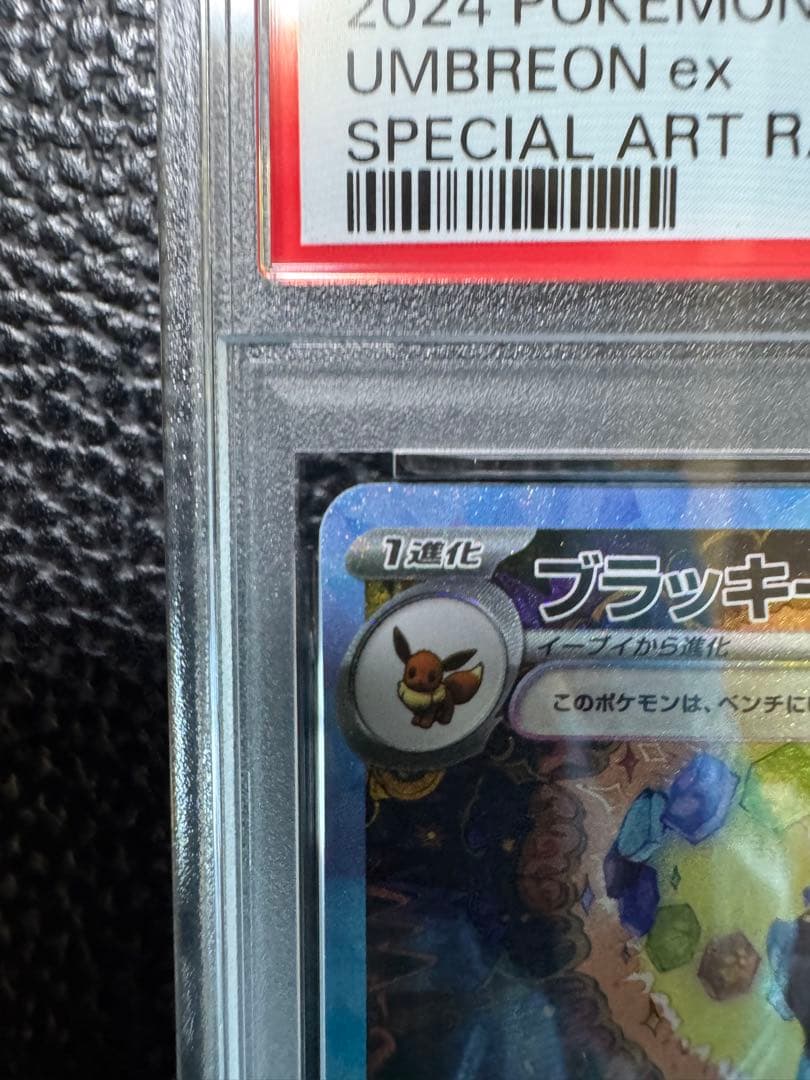 2024 POKEMON
UMBREON ex
SPECIAL ART
1進化
ブラッキー
イーブイから進化
このポケモンは、ベンチに